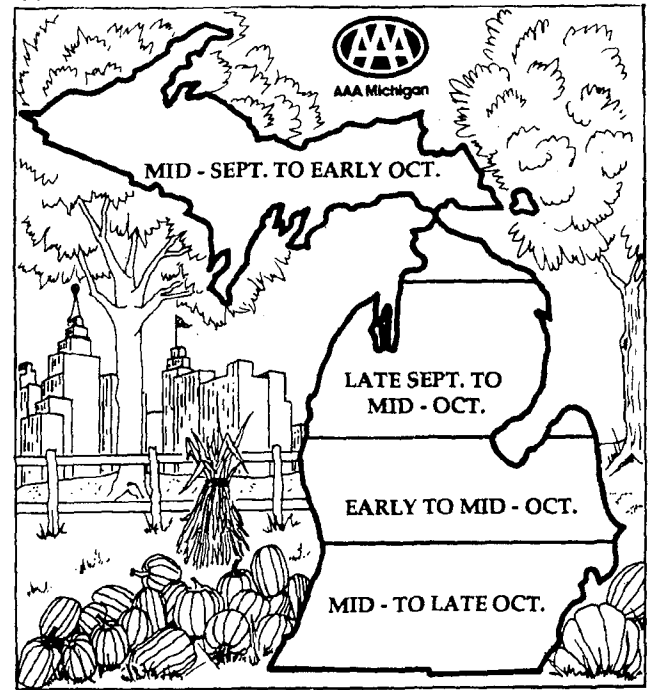 AAA
AAA Michigan
MID - SEPT. TO EARLY OCT.
LATE SEPT. TO
MID - OCT.
EARLY TO MID - OCT.
MID - TO LATE OCT.